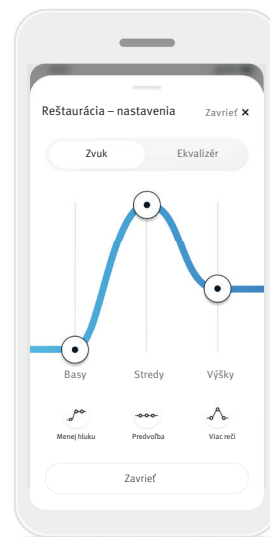 Reštaurácia – nastavenia Zavrieť ×
Zvuk Ekvalizér
Basy Stredy Výšky
Menej hluku Predvoľba Viac reči
Zavrieť